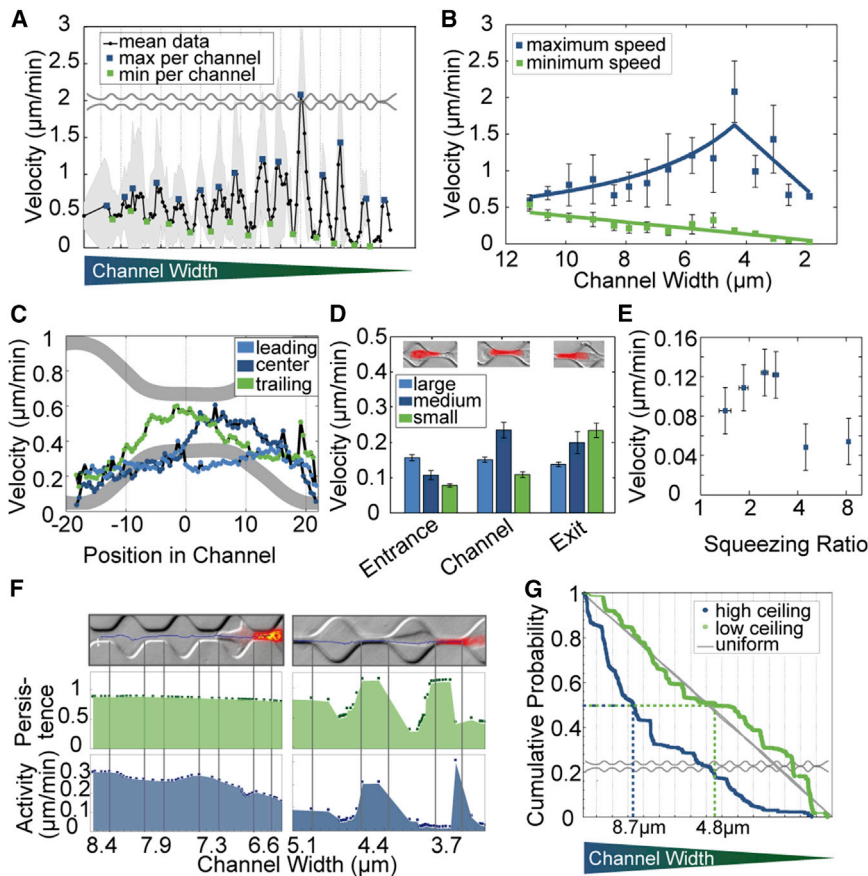 A
Velocity (μm/min)
3
2
1
0
mean data
max per channel
min per channel
Channel Width
B
Velocity (μm/min)
3
2.5
2
1.5
1
0.5
0
maximum speed
minimum speed
12 10 8 6 4 2
Channel Width (μm)
C
Velocity (μm/min)
1
0.8
0.6
0.4
0.2
0
leading
center
trailing
-20 -10 0 10 20
Position in Channel
D
Velocity (μm/min)
0.5
0.4
0.3
0.2
0.1
0
large
medium
small
Entrance Channel Exit
E
Velocity (μm/min)
0.16
0.12
0.08
0.04
0
1 2 4 8
Squeezing Ratio
F
Persis-
tence
1
0.5
0
Activity
(μm/min)
0.3
0.2
0.1
0
8.4 7.9 7.3 6.6 5.1 4.4 3.7
Channel Width (μm)
G
Cumulative Probability
1
0.8
0.6
0.4
0.2
0
high ceiling
low ceiling
uniform
8.7μm 4.8μm
Channel Width